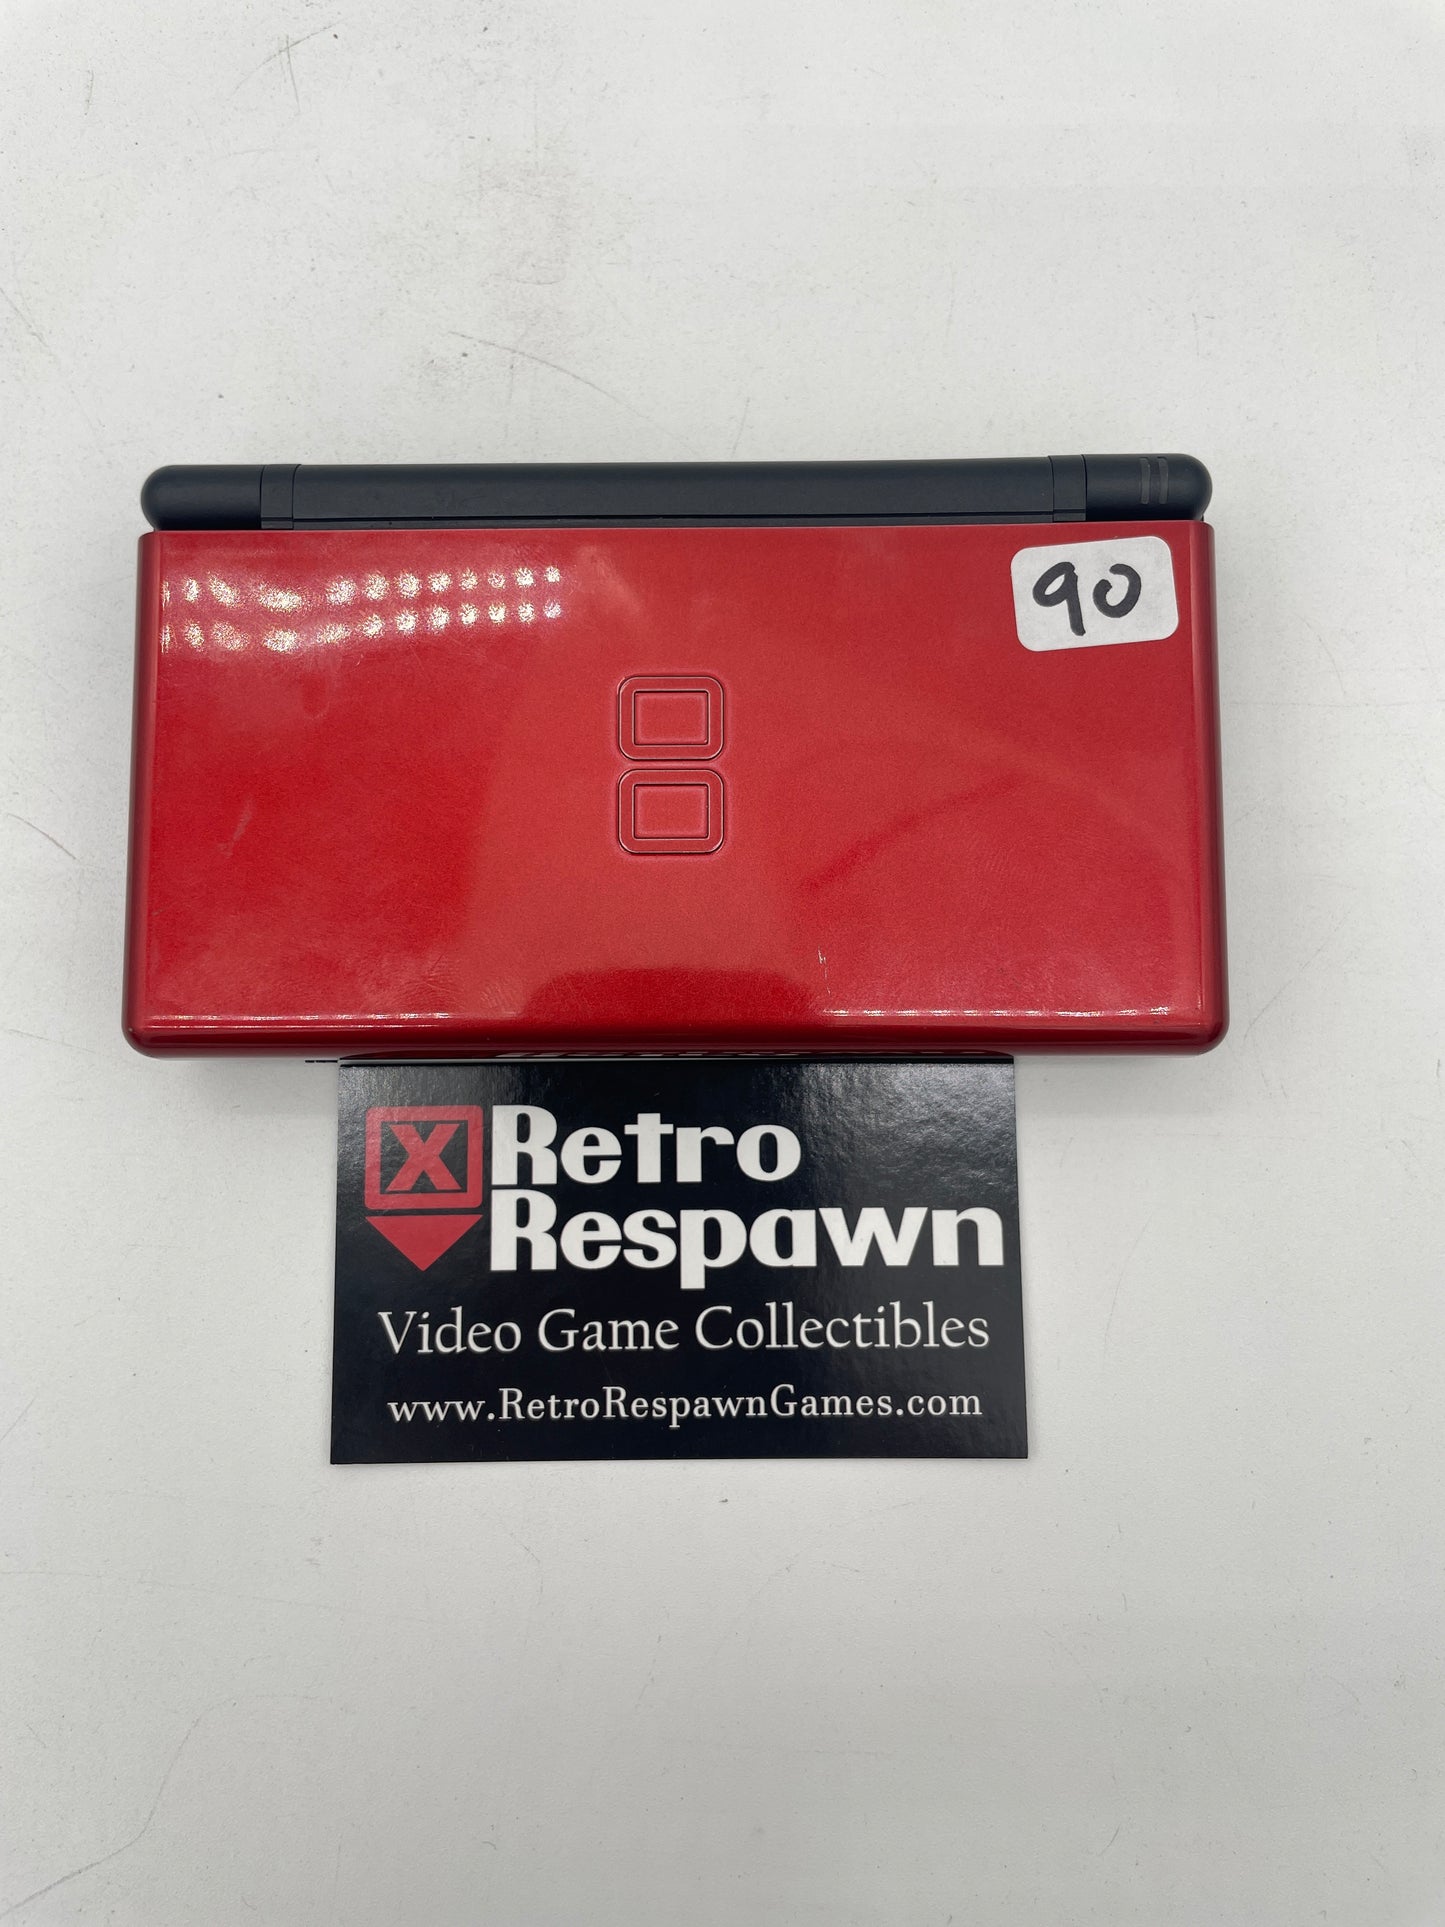 90
X Retro
Respawn
Video Game Collectibles
www.RetroRespawnGames.com